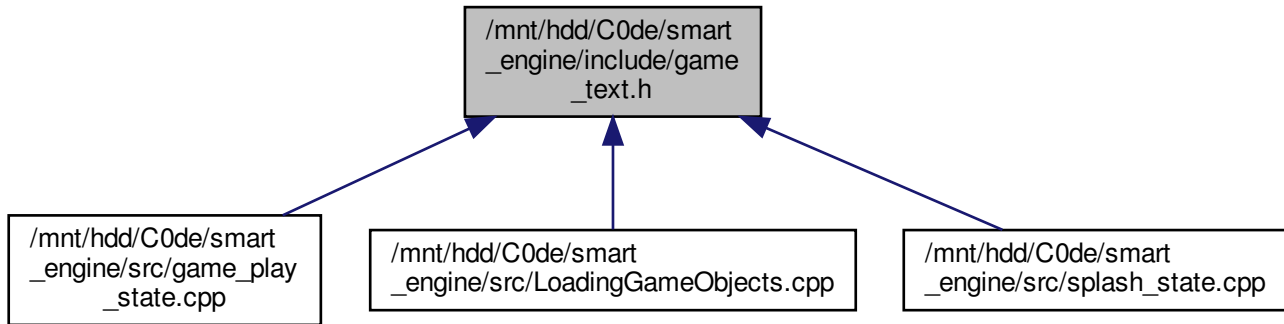 /mnt/hdd/C0de/smart
_engine/include/game
_text.h
/mnt/hdd/C0de/smart
_engine/src/game_play
_state.cpp
/mnt/hdd/C0de/smart
_engine/src/LoadingGameObjects.cpp
/mnt/hdd/C0de/smart
_engine/src/splash_state.cpp